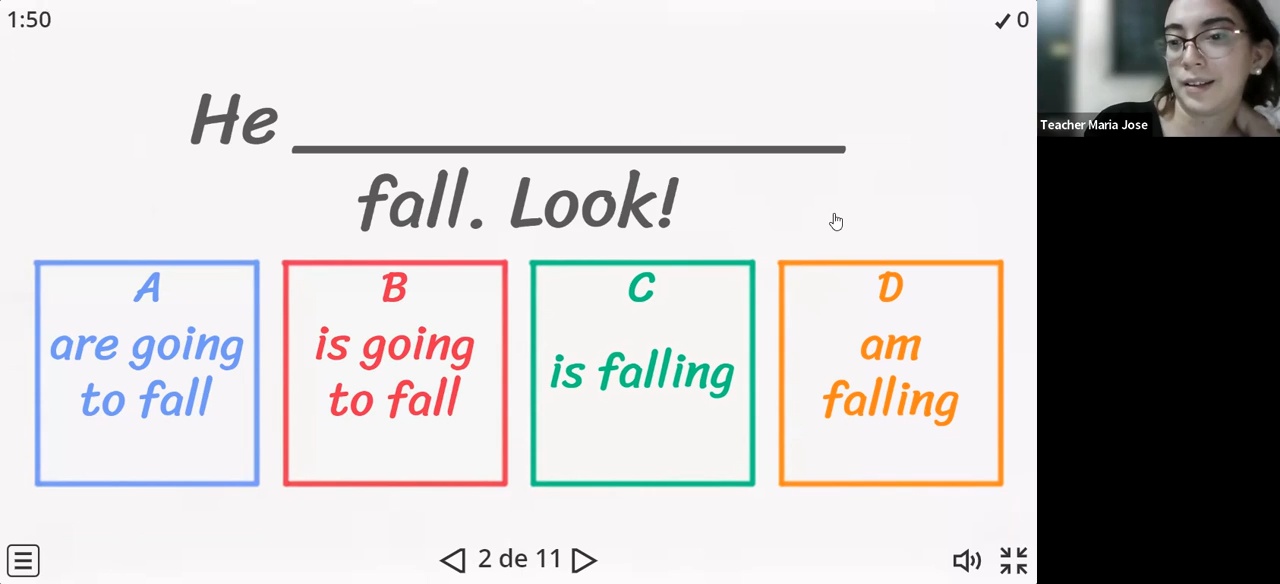 1:50
✓ 0
He ____________
fall. Look!
A
are going
to fall
B
is going
to fall
C
is falling
D
am
falling
2 de 11
Teacher Maria Jose